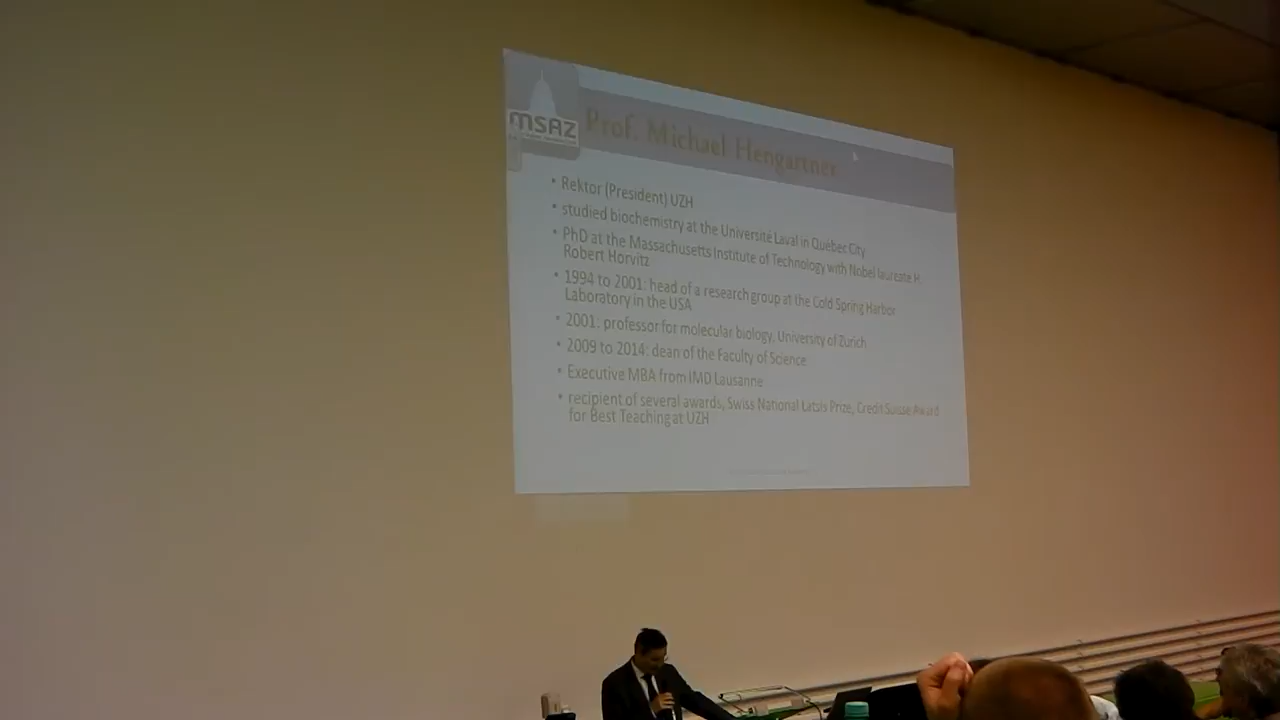 msaz
Prof. Michael Hengartner
• Rektor (President) UZH
• studied biochemistry at the Université Laval in Quebec City
• PhD at the Massachusetts Institute of Technology with Nobel laureate H.
Robert Horvitz
• 1994 to 2001: head of a research group at the Cold Spring Harbor
Laboratory in the USA
• 2001: professor for molecular biology, University of Zurich
• 2009 to 2014: dean of the Faculty of Science
• Executive MBA from IMD Lausanne
• recipient of several awards, Swiss National Latsis Prize, Credit Suisse Award
for Best Teaching at UZH